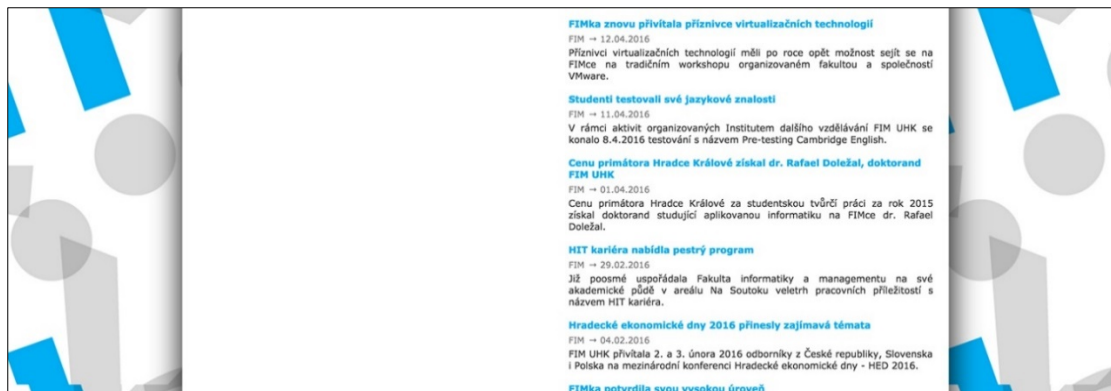 FIMka znovu přivítala příznivce virtualizačních technologií
FIM → 12.04.2016
Příznivci virtualizačních technologií měli po roce opět možnost sejít se na
FIMce na tradičním workshopu organizovaném fakultou a společností
VMware.
Studenti testovali své jazykové znalosti
FIM → 11.04.2016
V rámci aktivit organizovaných Institutem dalšího vzdělávání FIM UHK se
konalo 8.4.2016 testování s názvem Pre-testing Cambridge English.
Cenu primátora Hradce Králové získal dr. Rafael Doležal, doktorand
FIM UHK
FIM → 01.04.2016
Cenu primátora Hradce Králové za studentskou tvůrčí práci za rok 2015
získal doktorand studující aplikovanou informatiku na FIMce dr. Rafael
Doležal.
HIT kariéra nabídla pestrý program
FIM → 29.02.2016
Již poosmé uspořádala Fakulta informatiky a managementu na své
akademické půdě v areálu Na Soutoku veletrh pracovních příležitostí s
názvem HIT kariéra.
Hradecké ekonomické dny 2016 přinesly zajímavá témata
FIM → 04.02.2016
FIM UHK přivítala 2. a 3. února 2016 odborníky z České republiky, Slovenska
i Polska na mezinárodní konferenci Hradecké ekonomické dny - HED 2016.
FIMka potvrdila svou vysokou úroveň